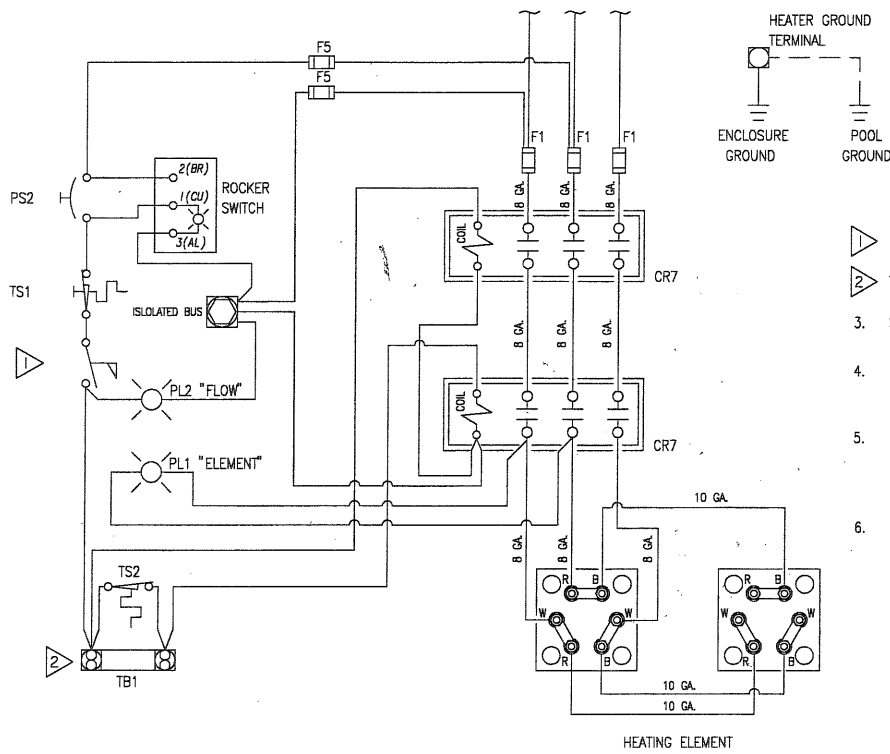 HEATER GROUND
TERMINAL
F5
F5
F1
F1
F1
ENCLOSURE
GROUND
POOL
GROUND
PS2
2(BR)
1(CU)
3(AL)
ROCKER
SWITCH
8 GA.
8 GA.
8 GA.
COIL
CR7
1
2
TS1
ISLOLATED BUS
3.
8 GA.
8 GA.
8 GA.
1
4.
PL2 "FLOW"
COIL
CR7
5.
PL1 "ELEMENT"
10 GA.
6.
8 GA.
8 GA.
8 GA.
TS2
R
B
R
B
W
W
W
W
R
B
R
B
2
TB1
10 GA.
10 GA.
HEATING ELEMENT